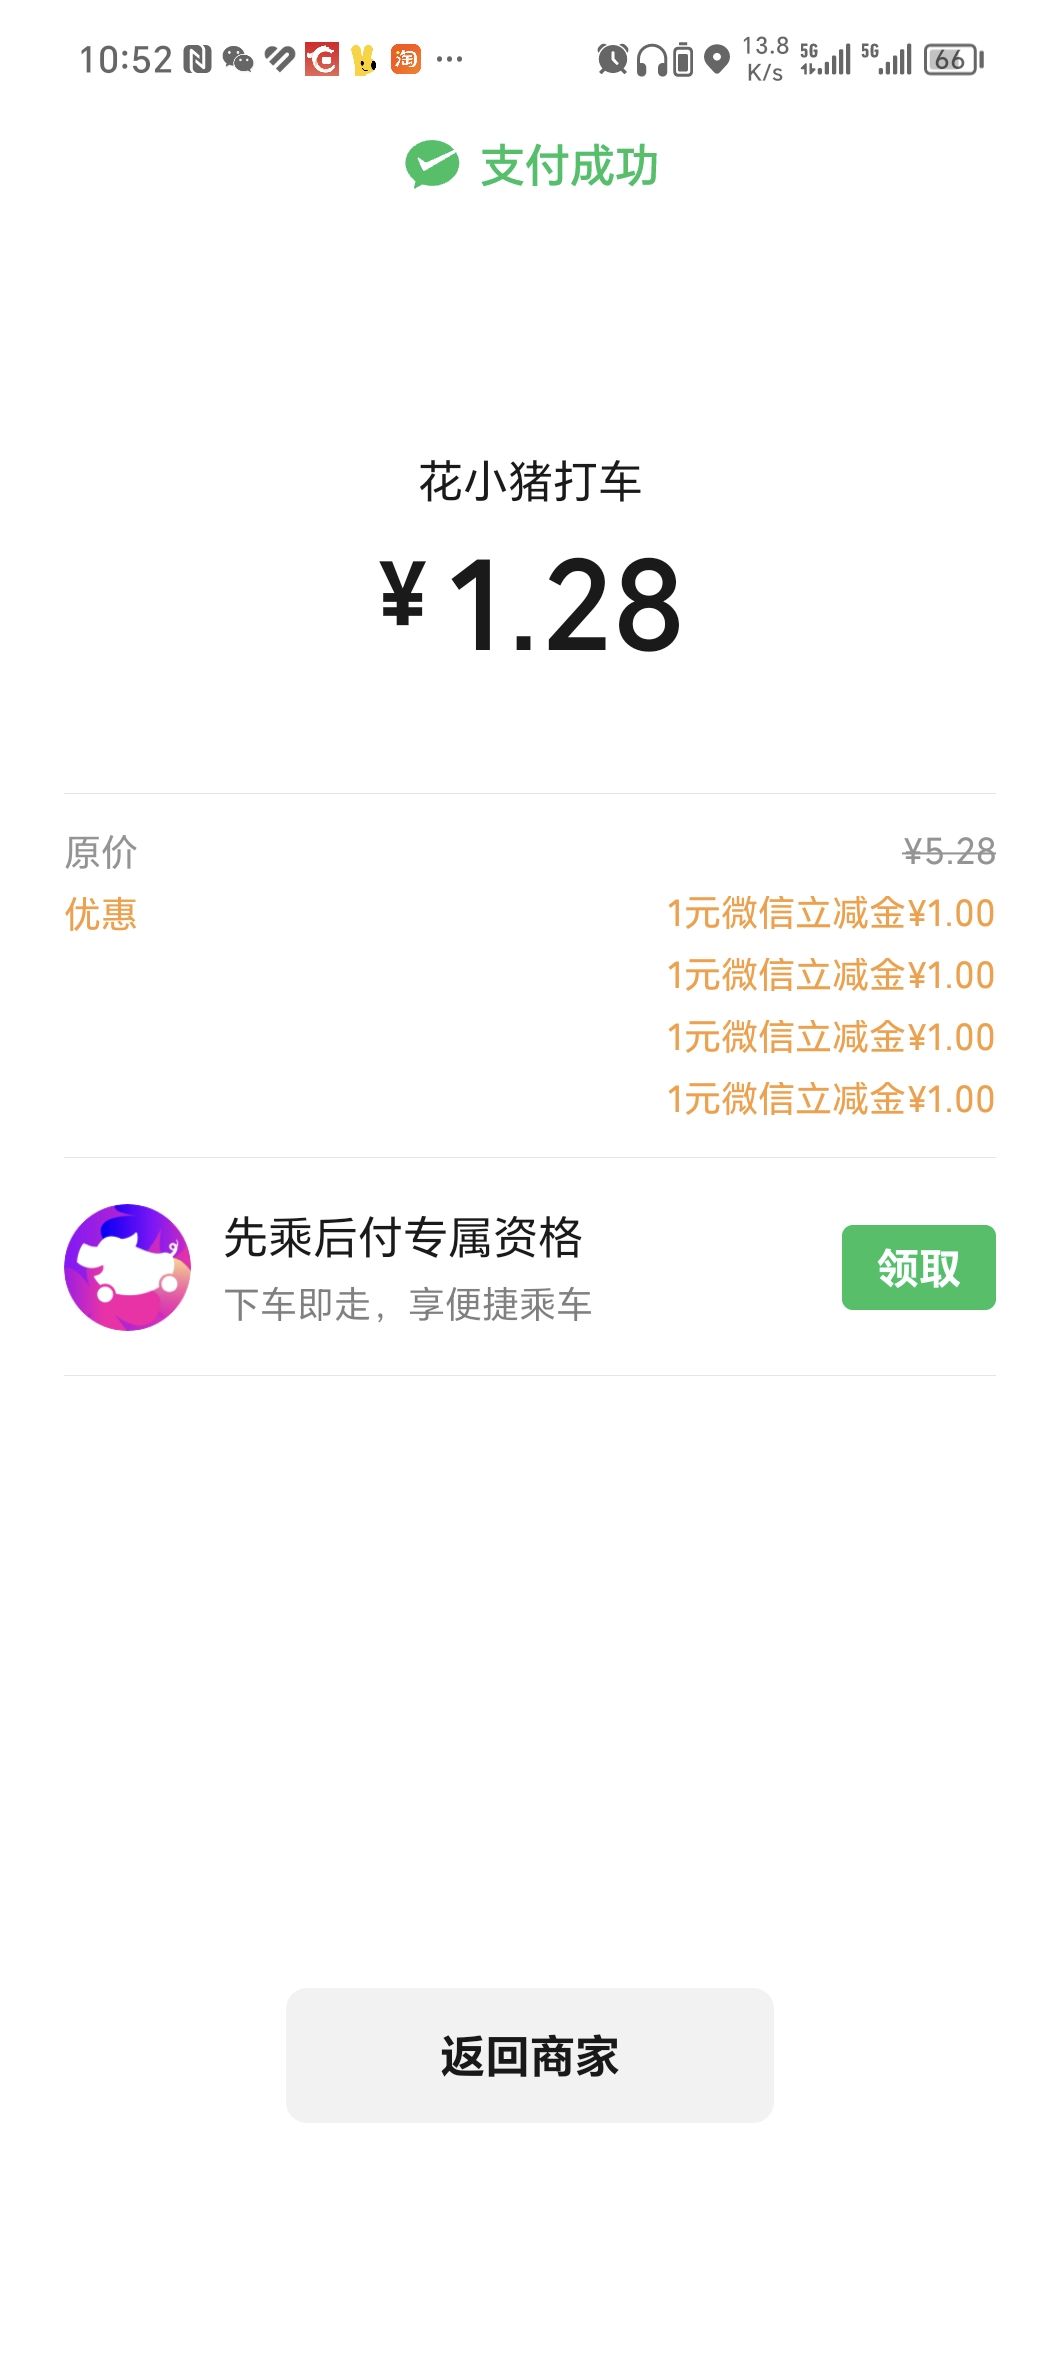 10:52 淘 ... 13.8 K/s 5G 5G 66
支付成功
花小猪打车
¥1.28
原价 ¥5.28
优惠 1元微信立减金¥1.00
1元微信立减金¥1.00
1元微信立减金¥1.00
1元微信立减金¥1.00
先乘后付专属资格
下车即走，享便捷乘车
领取
返回商家